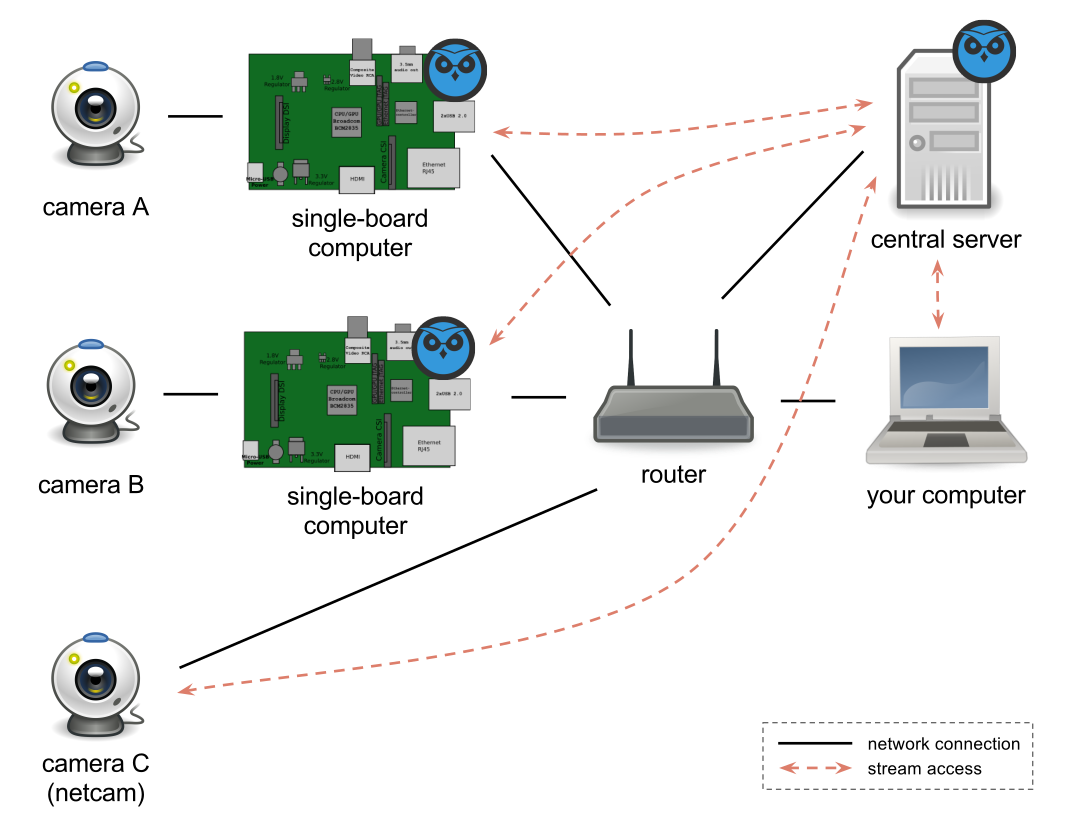 camera A
1.8V
Regulator
2.8V
Regulator
Composite
Video RCA
3.5mm
audio out
Display DSI
CPU/GPU
Broadcom
BCM2835
2xUSB 2.0
Camera CSI
Ethernet
RJ45
HDMI
3.3V
Regulator
Micro-USB
Power
single-board
computer
central server
camera B
1.8V
Regulator
2.8V
Regulator
Composite
Video RCA
3.5mm
audio out
Display DSI
CPU/GPU
Broadcom
BCM2835
2xUSB 2.0
Camera CSI
Ethernet
RJ45
HDMI
3.3V
Regulator
Micro-USB
Power
single-board
computer
router
your computer
camera C
(netcam)
network connection
stream access